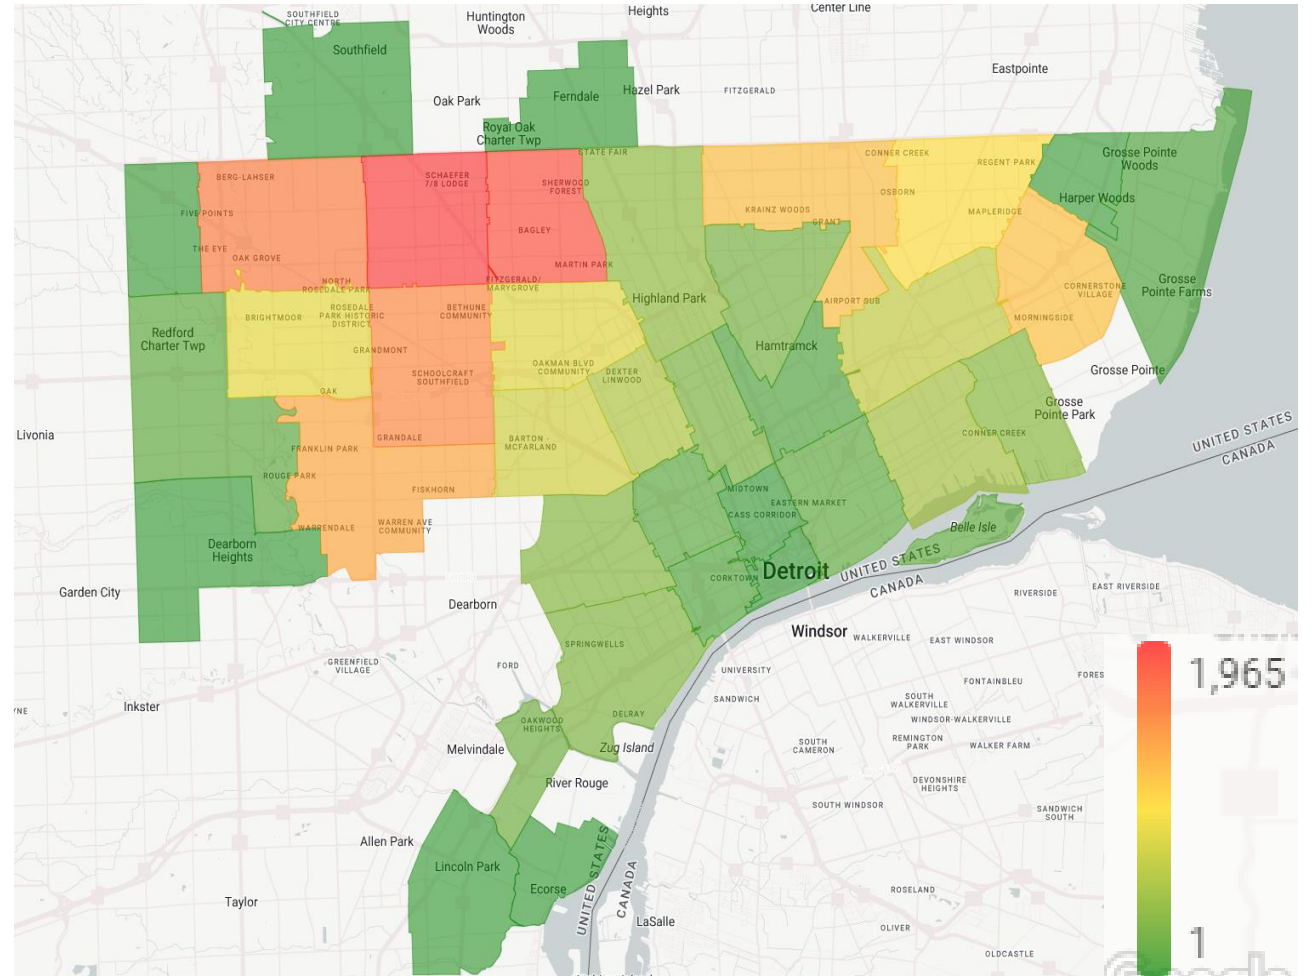 SOUTHFIELD
CITY CENTRE
Huntington
Woods
Heights
Center Line
Southfield
Eastpointe
Oak Park
Ferndale
Hazel Park
FITZGERALD
Royal Oak
Charter Twp
STATE FAIR
CONNER CREEK
REGENT PARK
Grosse Pointe
Woods
BERG-LAHSER
SCHAEFER
7/8 LODGE
SHERWOOD
FOREST
OSBORN
Harper Woods
FIVE POINTS
KRAINZ WOODS
GRANT
MAPLERIDGE
BAGLEY
THE EYE
OAK GROVE
MARTIN PARK
NORTH
ROSEDALE PARK
FITZGERALD/
MARYGROVE
Highland Park
AIRPORT SUB
CORNERSTONE
VILLAGE
Grosse
Pointe Farms
BRIGHTMOOR
ROSEDALE
PARK HISTORIC
DISTRICT
BETHUNE
COMMUNITY
MORNINGSIDE
Redford
Charter Twp
GRANDMONT
Hamtramck
SCHOOLCRAFT
SOUTHFIELD
OAKMAN BLVD
COMMUNITY
DEXTER
LINWOOD
Grosse Pointe
OAK
Grosse
Pointe Park
Livonia
GRANDALE
BARTON -
MCFARLAND
CONNER CREEK
UNITED STATES
CANADA
FRANKLIN PARK
ROUGE PARK
FISKHORN
MIDTOWN
EASTERN MARKET
CASS CORRIDOR
WARRENDALE
WARREN AVE
COMMUNITY
Belle Isle
Dearborn
Heights
CORKTOWN
Detroit
UNITED STATES
CANADA
Garden City
Dearborn
RIVERSIDE
EAST RIVERSIDE
Windsor
WALKERVILLE
EAST WINDSOR
SPRINGWELLS
GREENFIELD
VILLAGE
FORD
UNIVERSITY
FONTAINBLEU
FORES
1,965
SANDWICH
SOUTH
WALKERVILLE
Inkster
OAKWOOD
HEIGHTS
DELRAY
WINDSOR-WALKERVILLE
YNE
Melvindale
Zug Island
SOUTH
CAMERON
REMINGTON
PARK
WALKER FARM
River Rouge
DEVONSHIRE
HEIGHTS
SOUTH WINDSOR
SANDWICH
SOUTH
Allen Park
Lincoln Park
Ecorse
UNITED STATES
CANADA
Taylor
ROSELAND
LaSalle
OLIVER
OLDCASTLE
1